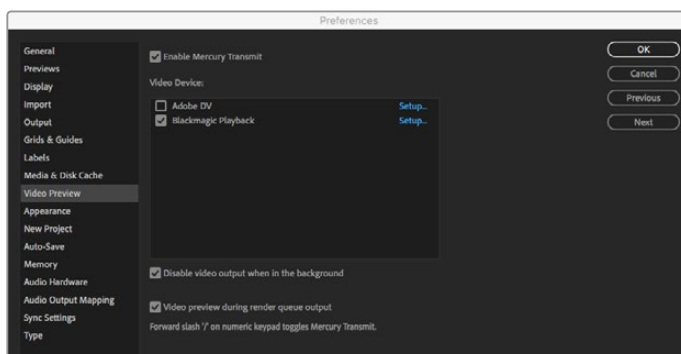 Preferences
General
Previews
Display
Import
Output
Grids & Guides
Labels
Media & Disk Cache
Video Preview
Appearance
New Project
Auto-Save
Memory
Audio Hardware
Audio Output Mapping
Sync Settings
Type
Enable Mercury Transmit
Video Device:
Adobe DV Setup...
Blackmagic Playback Setup...
Disable video output when in the background
Video preview during render queue output
Forward slash '/' on numeric keypad toggles Mercury Transmit.
OK
Cancel
Previous
Next